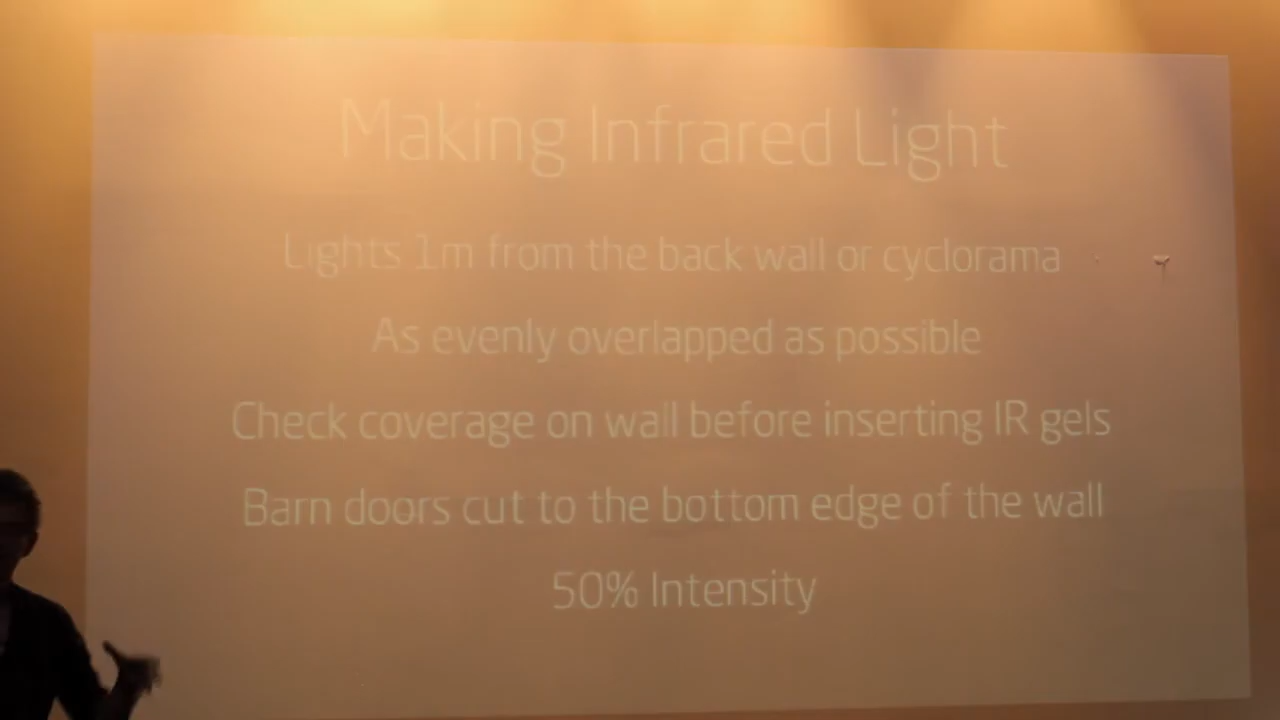 Making Infrared Light
Lights 1m from the back wall or cyclorama
As evenly overlapped as possible
Check coverage on wall before inserting IR gels
Barn doors cut to the bottom edge of the wall
50% Intensity